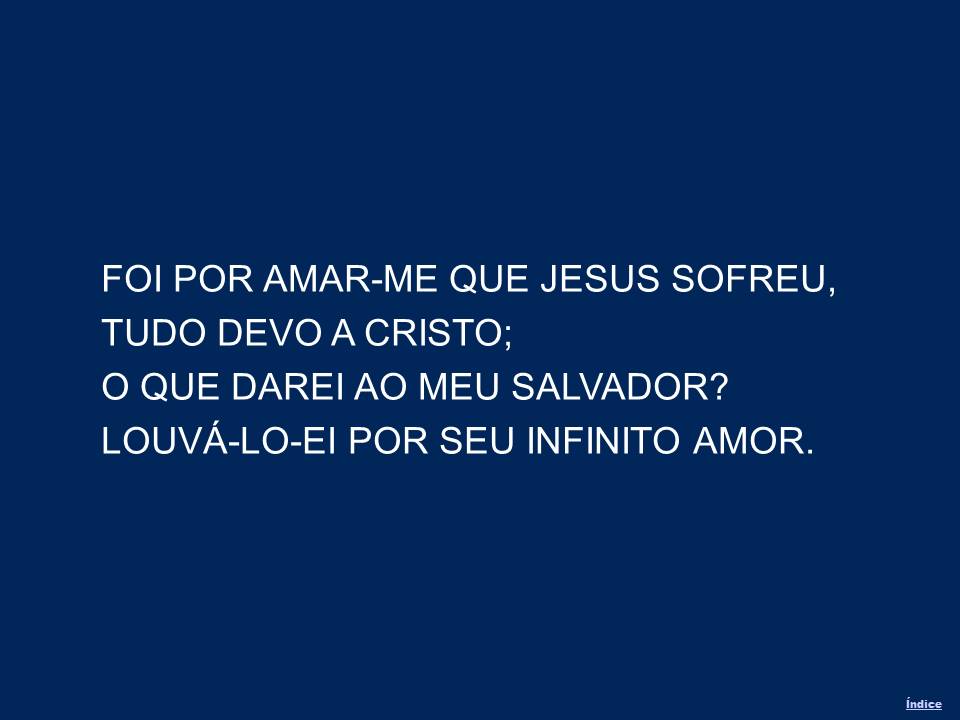 FOI POR AMAR-ME QUE JESUS SOFREU,
TUDO DEVO A CRISTO;
O QUE DAREI AO MEU SALVADOR?
LOUVÁ-LO-EI POR SEU INFINITO AMOR.
Índice